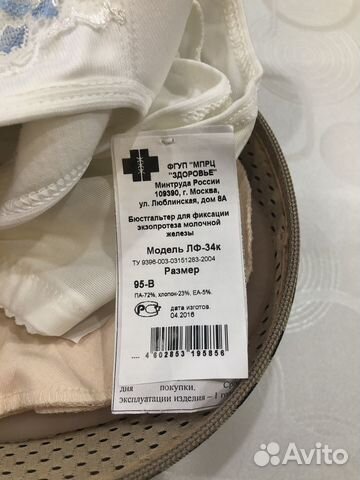 ФГУП "МПРЦ
"ЗДОРОВЬЕ"
Минтруда России
109390, г. Москва,
ул. Люблинская, дом 8А
Бюстгальтер для фиксации
экзопротеза молочной
железы
Модель ЛФ-34к
ТУ 9396-003-03151263-2004
Размер
95-В
ПА-72%, хлопок-23%, ЕА-5%.
дата изготов.
04.2016
4 602853 195856
дня покупки.
эксплуатации изделия – 1 г
Avito